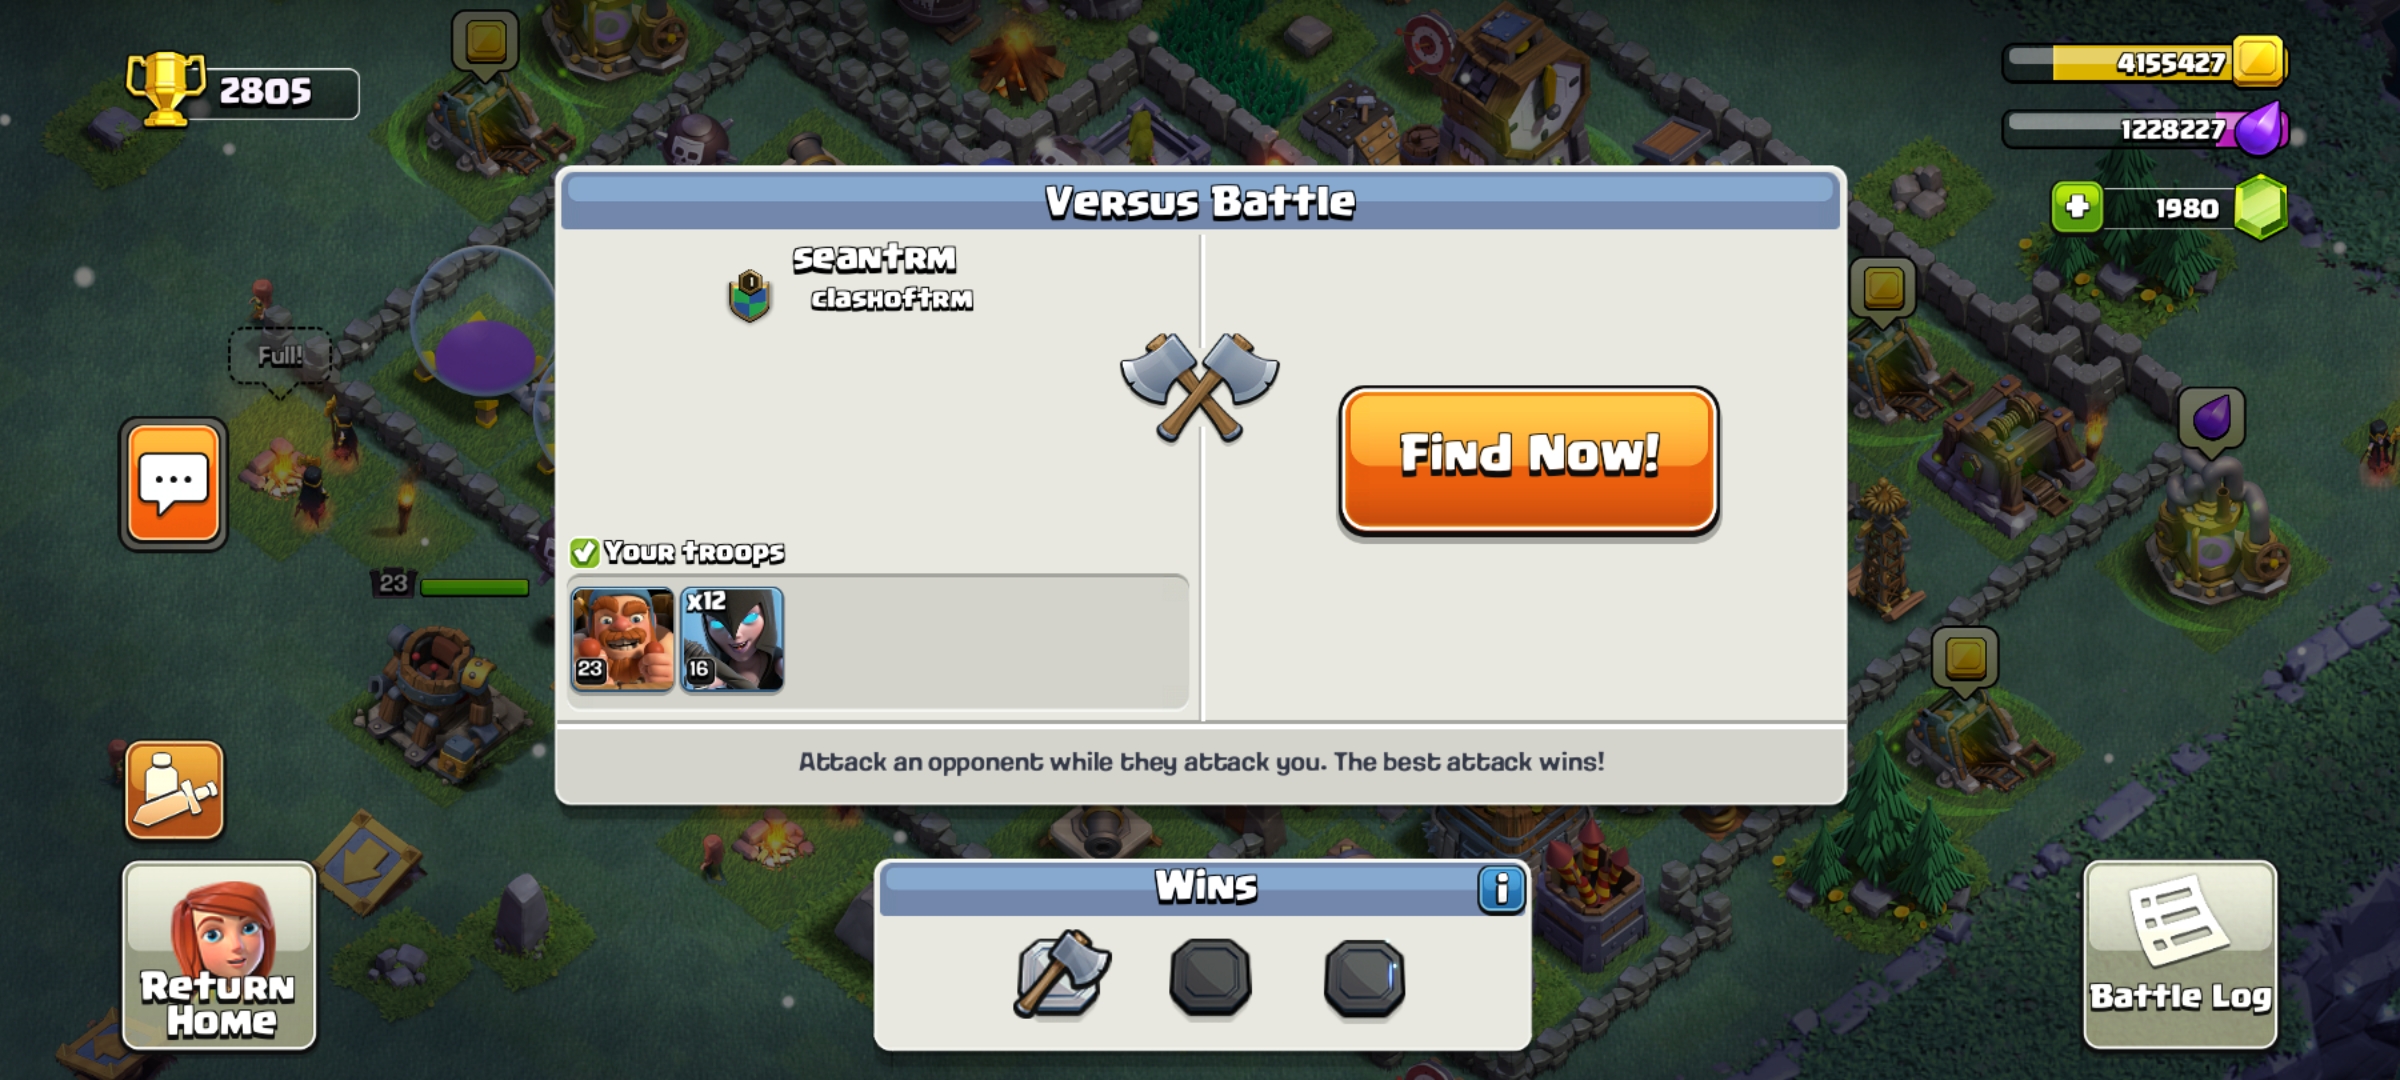 2805
4155427
1228227
1980
Versus Battle
seantrm
clashoftrm
Full!
Find Now!
23
Your troops
x12
23
16
Attack an opponent while they attack you. The best attack wins!
Wins
i
Return
Home
Battle Log